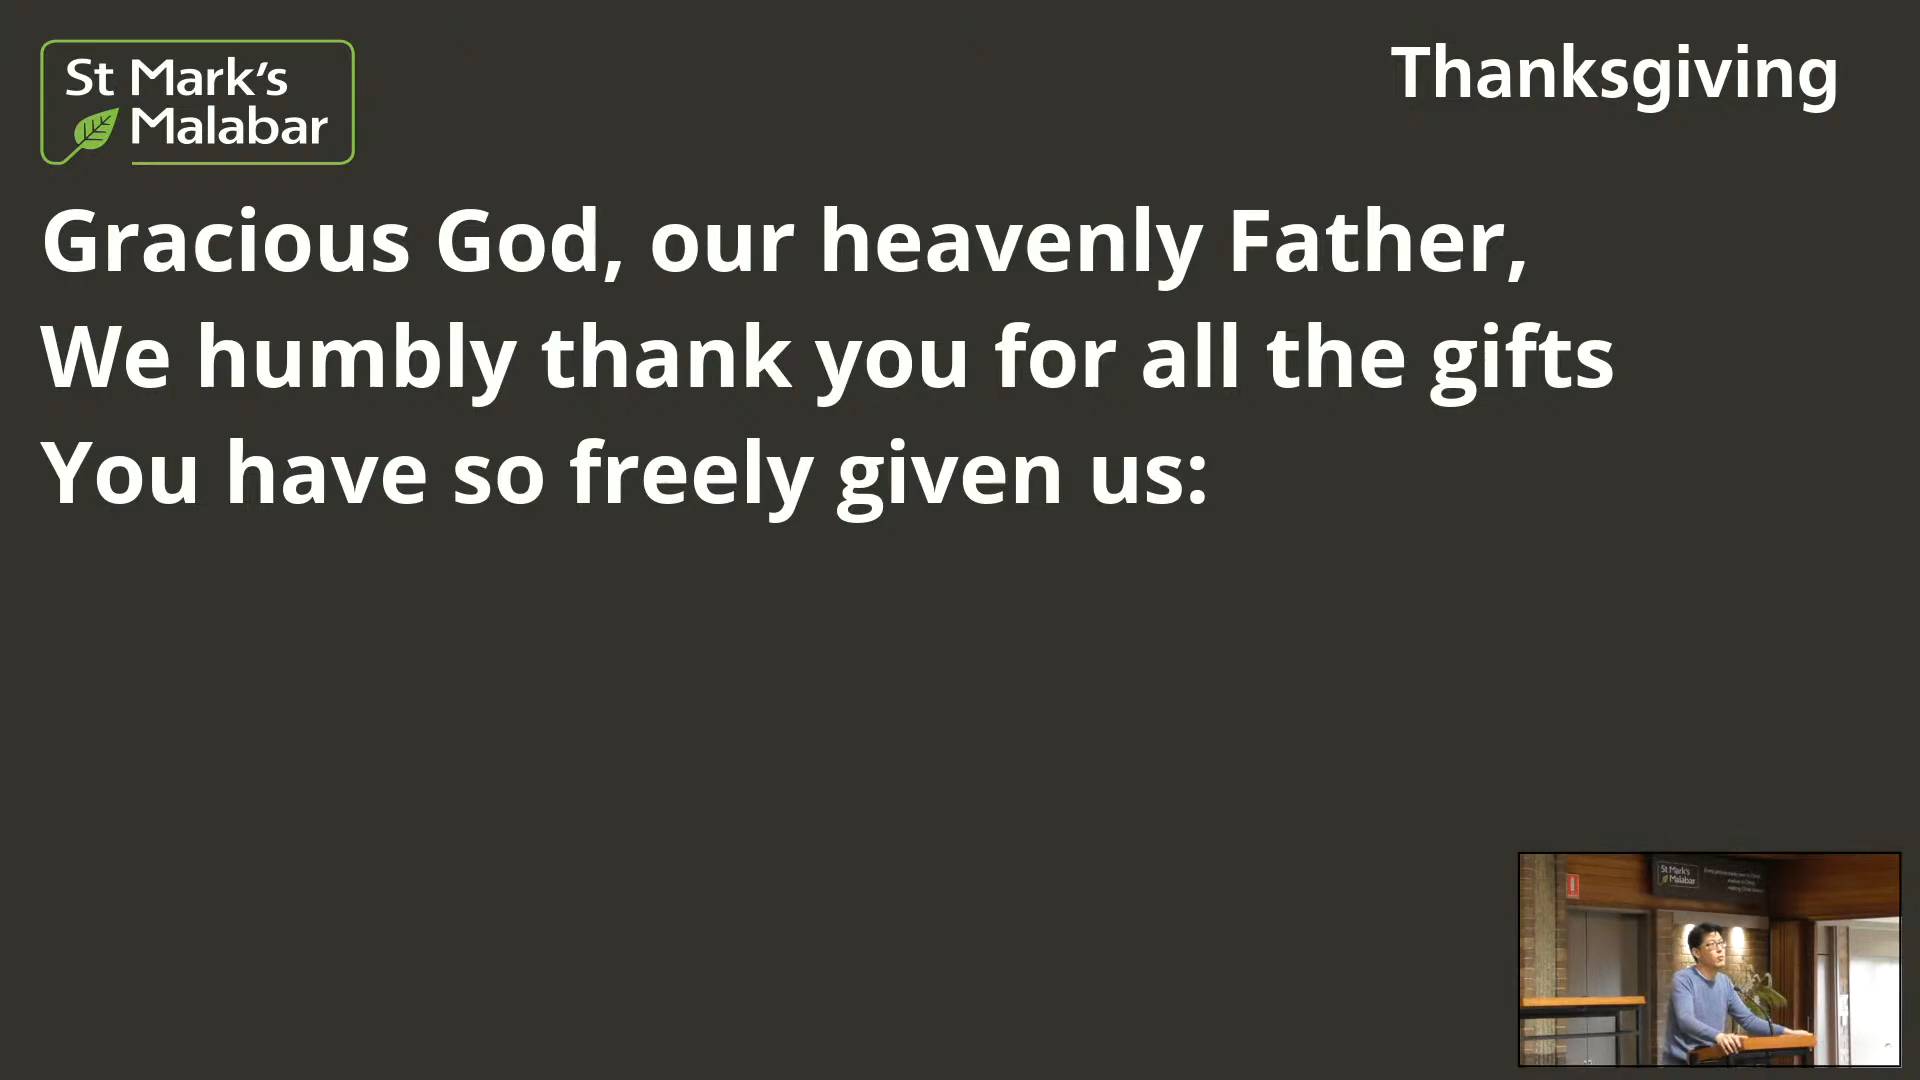 St Mark's
Malabar
Thanksgiving
Gracious God, our heavenly Father,
We humbly thank you for all the gifts
You have so freely given us:
St Mark's
Malabar